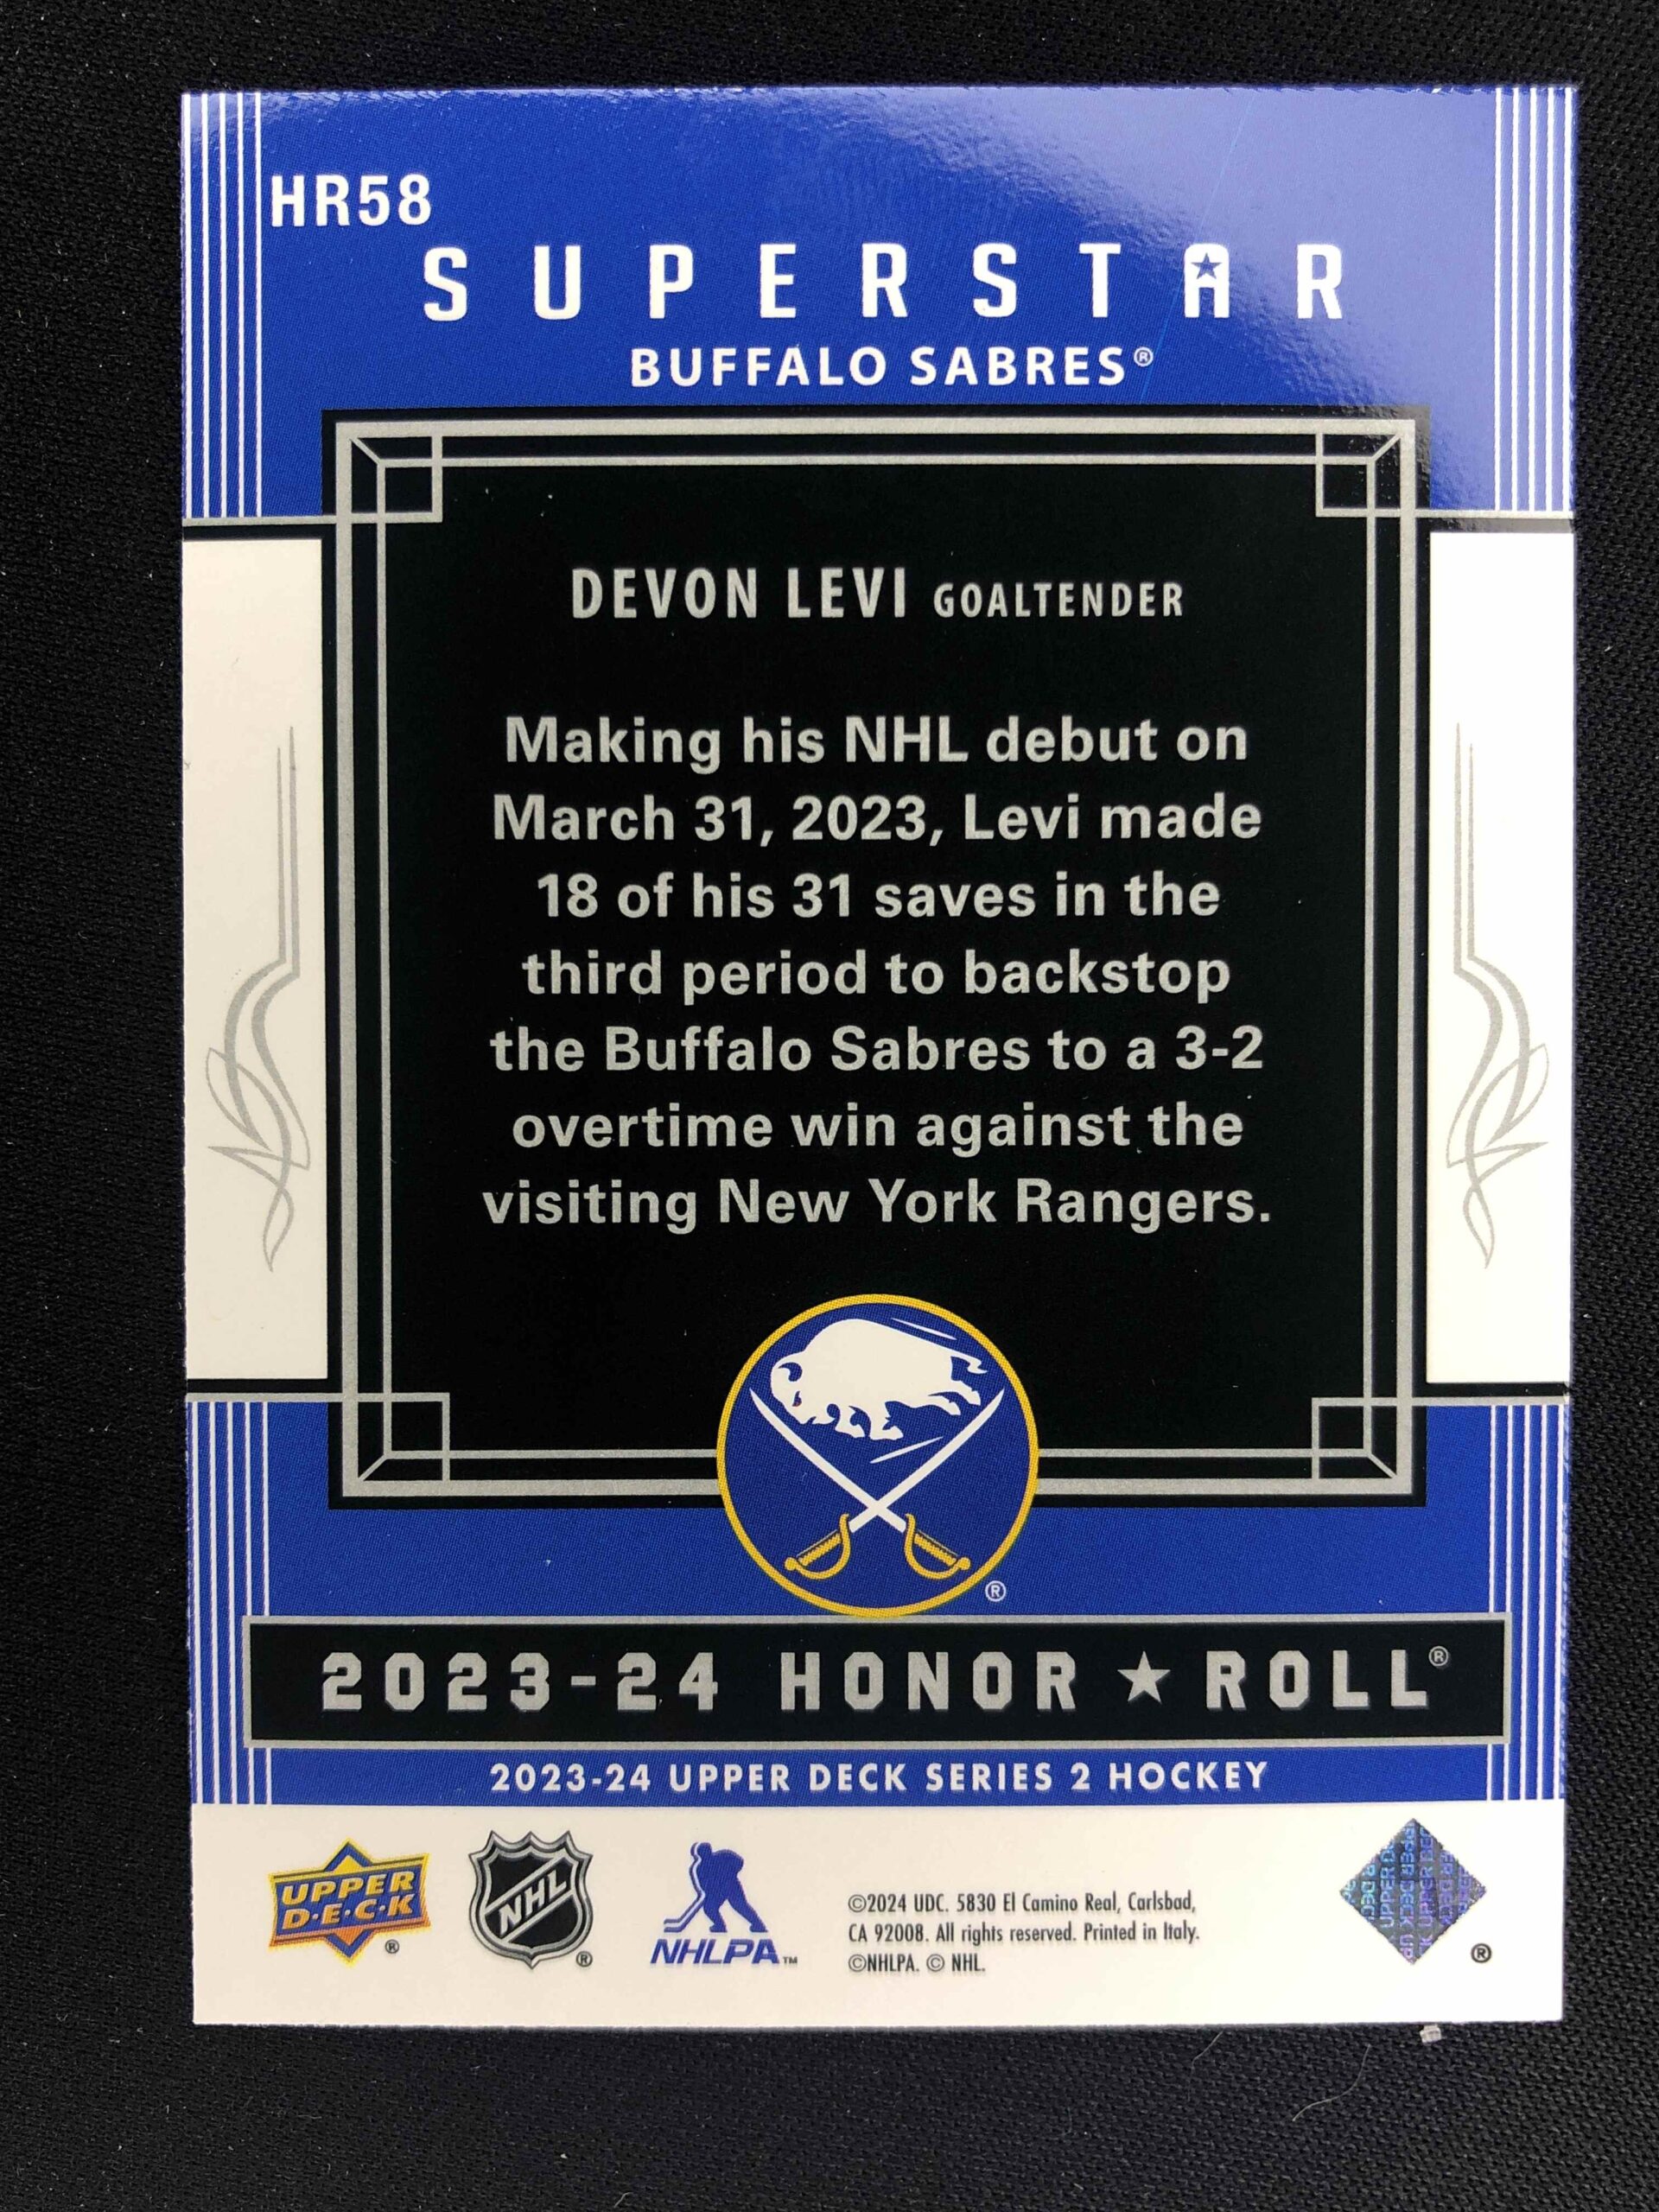 HR58
SUPERSTAR
BUFFALO SABRES®
DEVON LEVI GOALTENDER
Making his NHL debut on
March 31, 2023, Levi made
18 of his 31 saves in the
third period to backstop
the Buffalo Sabres to a 3-2
overtime win against the
visiting New York Rangers.
®
2023-24 HONOR ★ ROLL®
2023-24 UPPER DECK SERIES 2 HOCKEY
UPPER
D·E·C·K
®
NHL
®
NHLPA™
©2024 UDC. 5830 El Camino Real, Carlsbad,
CA 92008. All rights reserved. Printed in Italy.
©NHLPA. © NHL.
®